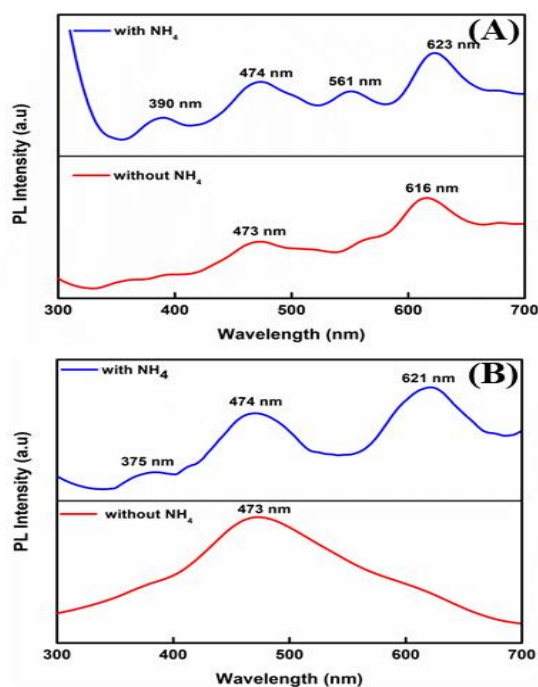 (A)
with NH₄
623 nm
474 nm
561 nm
390 nm
without NH₄
616 nm
473 nm
PL Intensity (a.u)
300 400 500 600 700
Wavelength (nm)
(B)
with NH₄
621 nm
474 nm
375 nm
without NH₄
473 nm
PL Intensity (a.u)
300 400 500 600 700
Wavelength (nm)